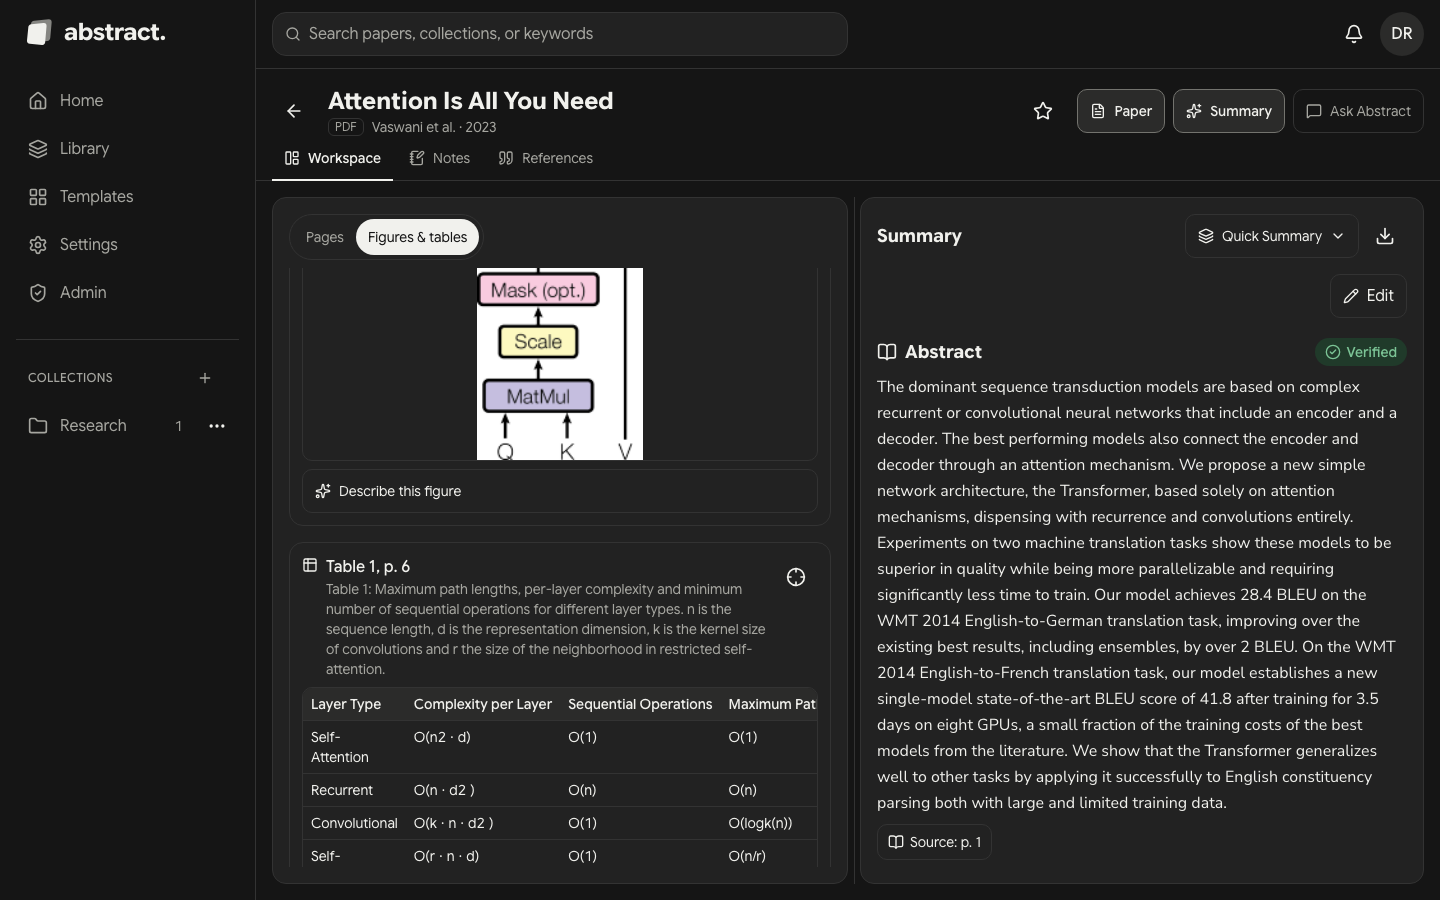 abstract.
Search papers, collections, or keywords
DR
Home
Library
Templates
Settings
Admin
COLLECTIONS
Research 1
Attention Is All You Need
PDF Vaswani et al. · 2023
Paper
Summary
Ask Abstract
Workspace
Notes
References
Pages
Figures & tables
Mask (opt.)
Scale
MatMul
Q K V
Describe this figure
Table 1, p. 6
Table 1: Maximum path lengths, per-layer complexity and minimum
number of sequential operations for different layer types. n is the
sequence length, d is the representation dimension, k is the kernel size
of convolutions and r the size of the neighborhood in restricted self-
attention.
Layer Type Complexity per Layer Sequential Operations Maximum Pat
Self-
Attention O(n2 · d) O(1) O(1)
Recurrent O(n · d2 ) O(n) O(n)
Convolutional O(k · n · d2 ) O(1) O(logk(n))
Self- O(r · n · d) O(1) O(n/r)
Summary
Quick Summary
Edit
Abstract
Verified
The dominant sequence transduction models are based on complex
recurrent or convolutional neural networks that include an encoder and a
decoder. The best performing models also connect the encoder and
decoder through an attention mechanism. We propose a new simple
network architecture, the Transformer, based solely on attention
mechanisms, dispensing with recurrence and convolutions entirely.
Experiments on two machine translation tasks show these models to be
superior in quality while being more parallelizable and requiring
significantly less time to train. Our model achieves 28.4 BLEU on the
WMT 2014 English-to-German translation task, improving over the
existing best results, including ensembles, by over 2 BLEU. On the WMT
2014 English-to-French translation task, our model establishes a new
single-model state-of-the-art BLEU score of 41.8 after training for 3.5
days on eight GPUs, a small fraction of the training costs of the best
models from the literature. We show that the Transformer generalizes
well to other tasks by applying it successfully to English constituency
parsing both with large and limited training data.
Source: p. 1